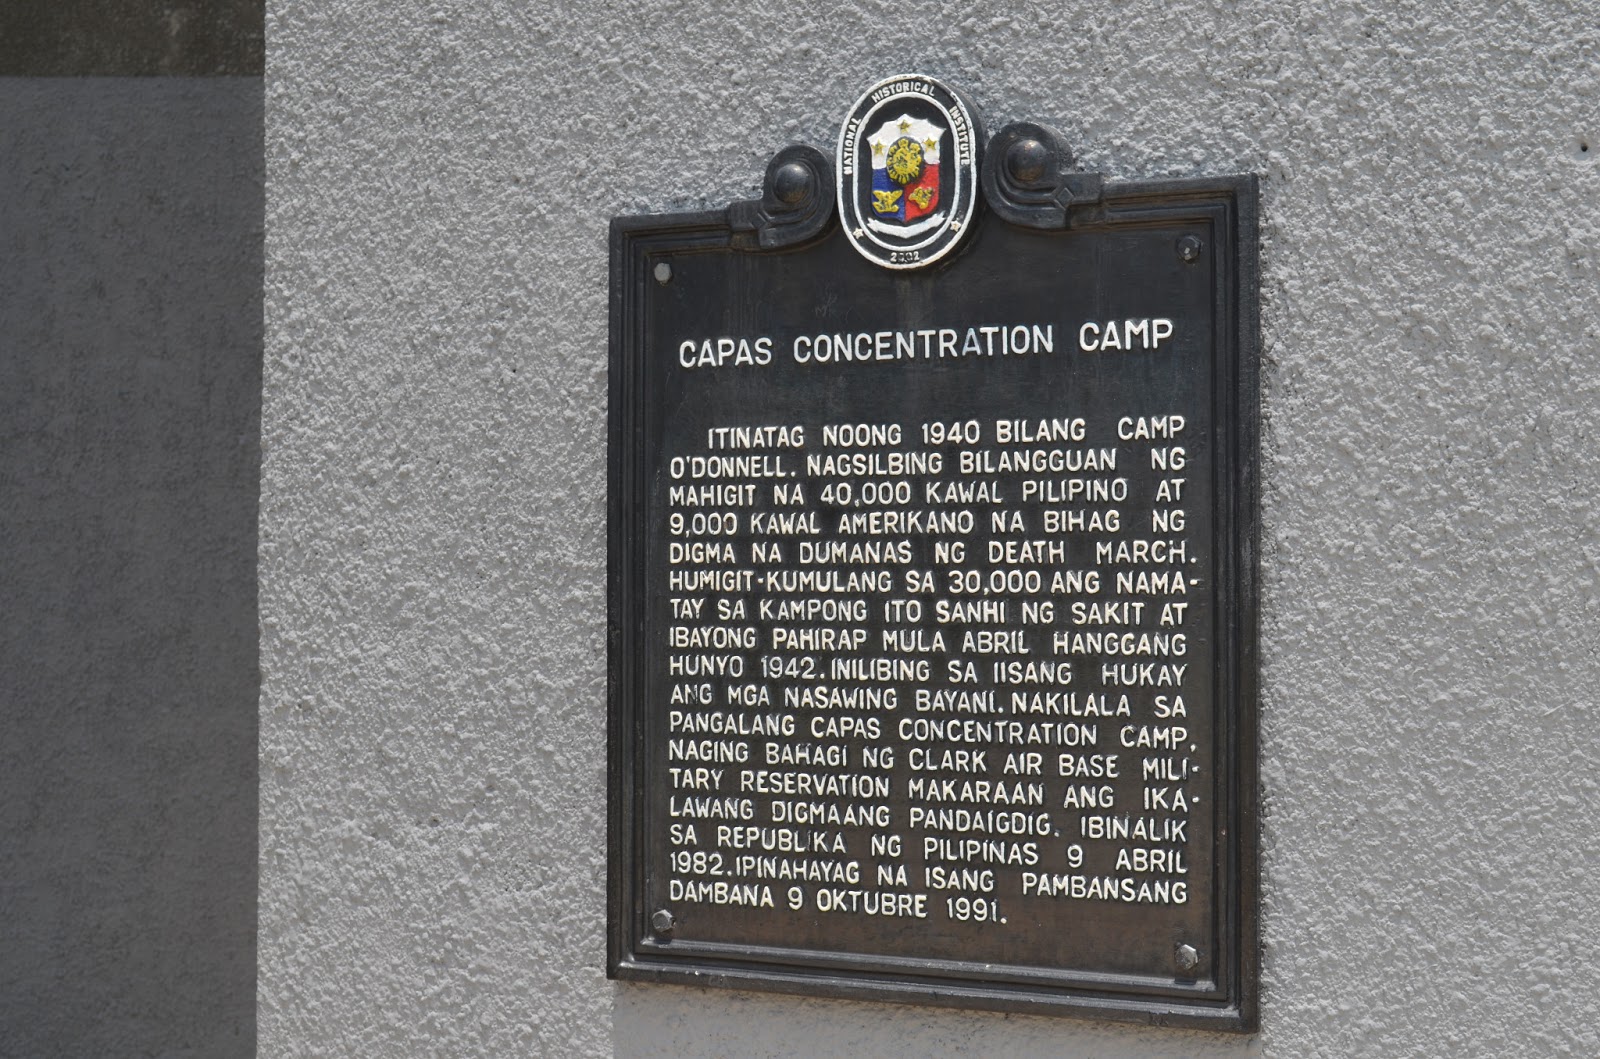 NATIONAL HISTORICAL INSTITUTE
2002
CAPAS CONCENTRATION CAMP
ITINATAG NOONG 1940 BILANG CAMP
O'DONNELL. NAGSILBING BILANGGUAN NG
MAHIGIT NA 40,000 KAWAL PILIPINO AT
9,000 KAWAL AMERIKANO NA BIHAG NG
DIGMA NA DUMANAS NG DEATH MARCH.
HUMIGIT-KUMULANG SA 30,000 ANG NAMA-
TAY SA KAMPONG ITO SANHI NG SAKIT AT
IBAYONG PAHIRAP MULA ABRIL HANGGANG
HUNYO 1942. INILIBING SA IISANG HUKAY
ANG MGA NASAWING BAYANI. NAKILALA SA
PANGALANG CAPAS CONCENTRATION CAMP.
NAGING BAHAGI NG CLARK AIR BASE MILI-
TARY RESERVATION MAKARAAN ANG IKA-
LAWANG DIGMAANG PANDAIGDIG. IBINALIK
SA REPUBLIKA NG PILIPINAS 9 ABRIL
1982. IPINAHAYAG NA ISANG PAMBANSANG
DAMBANA 9 OKTUBRE 1991.